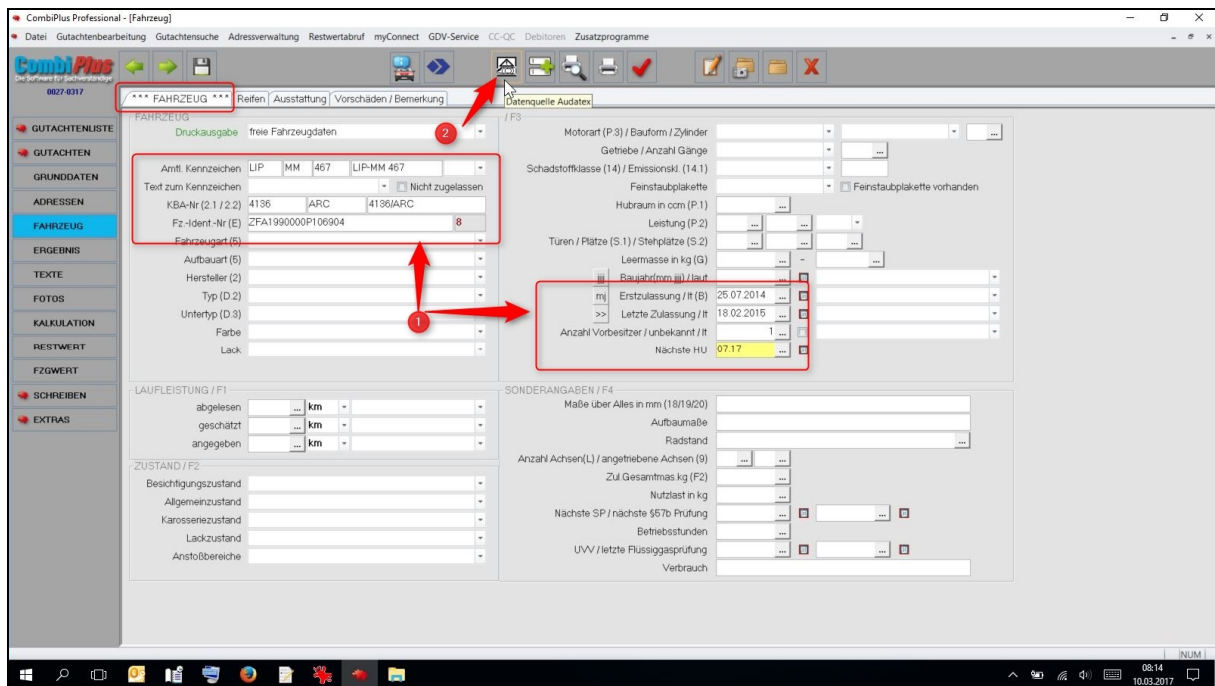 CombiPlus Professional - [Fahrzeug]
Datei Gutachtenbearbeitung Gutachtensuche Adressverwaltung Restwertabruf myConnect GDV-Service CC-QC Debitoren Zusatzprogramme
CombiPlus
Die Software für Sachverständige
0027-0317
*** FAHRZEUG *** Reifen Ausstattung Vorschäden / Bemerkung
Datenquelle Audatex
2
GUTACHTENLISTE
GUTACHTEN
GRUNDDATEN
ADRESSEN
FAHRZEUG
ERGEBNIS
TEXTE
FOTOS
KALKULATION
RESTWERT
FZGWERT
SCHREIBEN
EXTRAS
FAHRZEUG
Druckausgabe freie Fahrzeugdaten
Amtl. Kennzeichen LIP MM 467 LIP-MM 467
Text zum Kennzeichen Nicht zugelassen
KBA-Nr (2.1 / 2.2) 4136 ARC 4136/ARC
Fz.-Ident.-Nr (E) ZFA1990000P106904 8
Fahrzeugart (5)
Aufbauart (5)
Hersteller (2)
Typ (D.2)
Untertyp (D.3)
Farbe
Lack
1
LAUFLEISTUNG / F1
abgelesen ... km
geschätzt ... km
angegeben ... km
ZUSTAND / F2
Besichtigungszustand
Allgemeinzustand
Karosseriezustand
Lackzustand
Anstoßbereiche
/ F3
Motorart (P.3) / Bauform / Zylinder ...
Getriebe / Anzahl Gänge ...
Schadstoffklasse (14) / Emissionskl. (14.1)
Feinstaubplakette Feinstaubplakette vorhanden
Hubraum in ccm (P.1) ...
Leistung (P.2) ... ...
Türen / Plätze (S.1) / Stehplätze (S.2) ... ... ...
Leermasse in kg (G) ... - ...
jjjj Baujahr(mm.jjjj) / laut ...
mj Erstzulassung / lt (B) 25.07.2014 ...
>> Letzte Zulassung / lt 18.02.2015 ...
Anzahl Vorbesitzer / unbekannt / lt 1 ...
Nächste HU 07.17 ...
SONDERANGABEN / F4
Maße über Alles in mm (18/19/20)
Aufbaumaße
Radstand ...
Anzahl Achsen(L) / angetriebene Achsen (9) ... ...
Zul.Gesamtmas.kg (F2) ...
Nutzlast in kg ...
Nächste SP / nächste §57b Prüfung ... ...
Betriebsstunden ...
UVV / letzte Flüssiggasprüfung ... ...
Verbrauch
NUM
08:14
10.03.2017